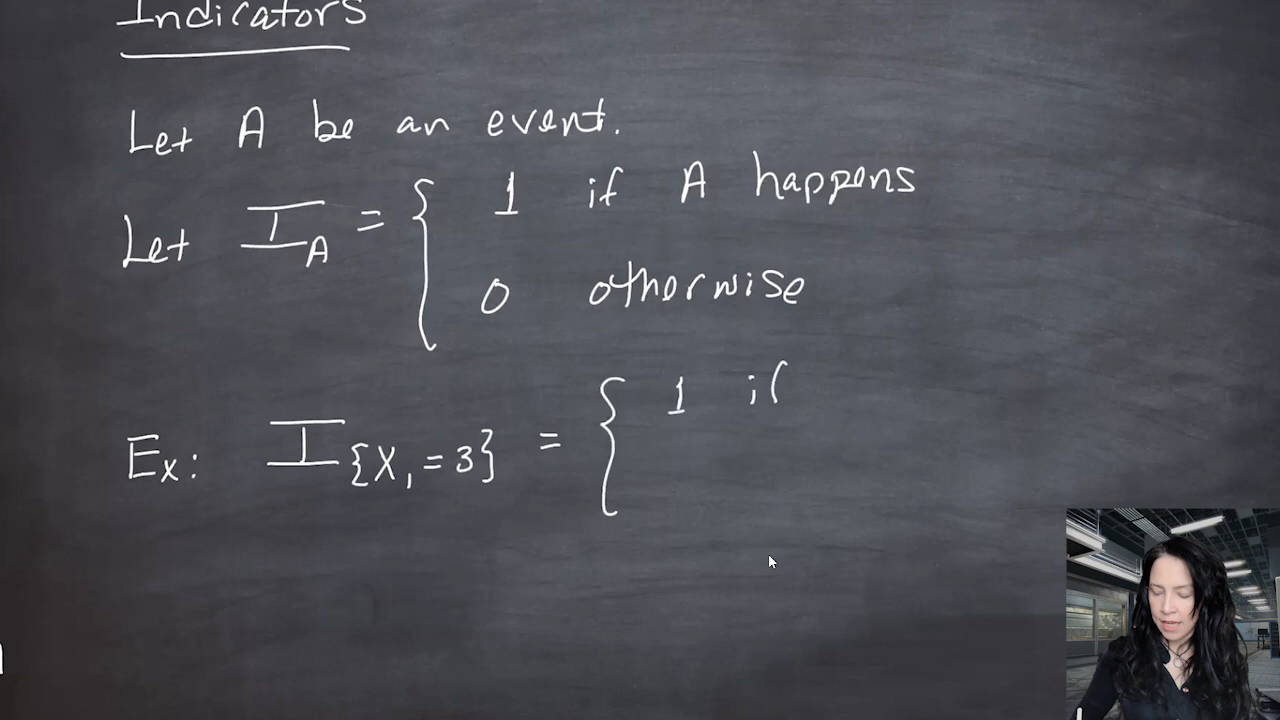 Indicators
Let A be an event.
Let I_A = { 1 if A happens
0 otherwise
Ex: I_{X_1 = 3} = { 1 if